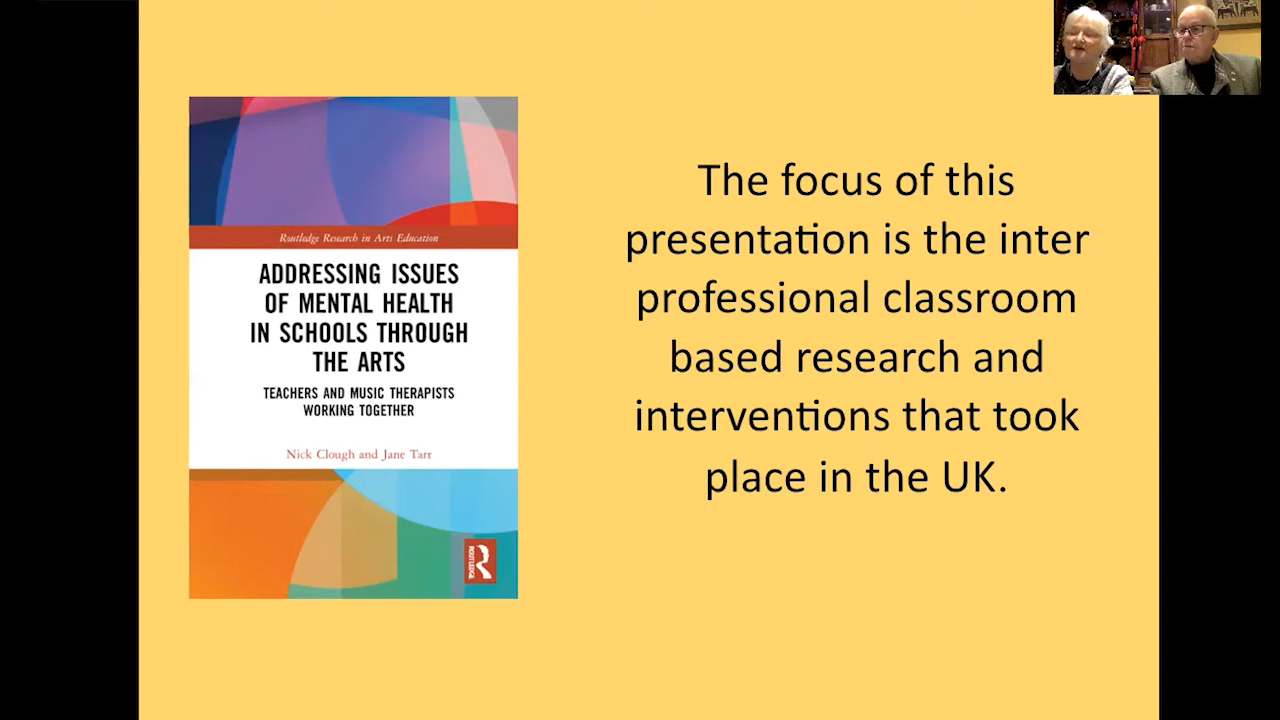 Routledge Research in Arts Education
ADDRESSING ISSUES
OF MENTAL HEALTH
IN SCHOOLS THROUGH
THE ARTS
TEACHERS AND MUSIC THERAPISTS
WORKING TOGETHER
Nick Clough and Jane Tarr
ROUTLEDGE
The focus of this
presentation is the inter
professional classroom
based research and
interventions that took
place in the UK.